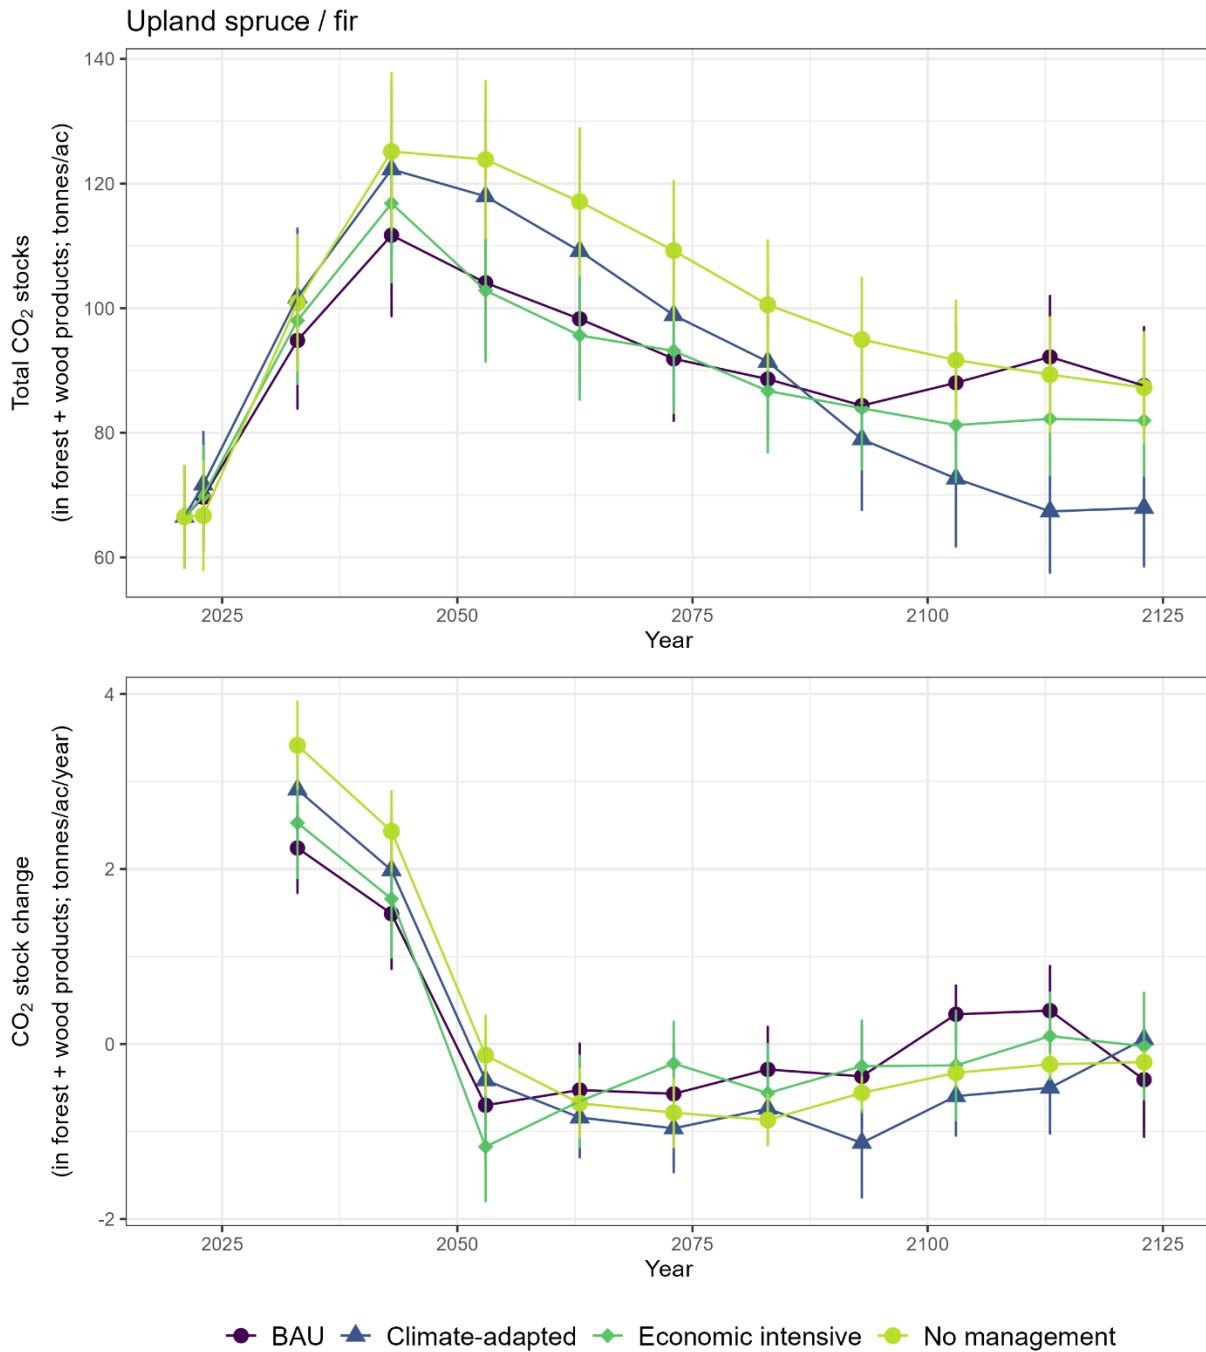 Upland spruce / fir
Total CO₂ stocks
(in forest + wood products; tonnes/ac)
140
120
100
80
60
2025
2050
2075
2100
2125
Year
CO₂ stock change
(in forest + wood products; tonnes/ac/year)
4
2
0
-2
2025
2050
2075
2100
2125
Year
BAU
Climate-adapted
Economic intensive
No management